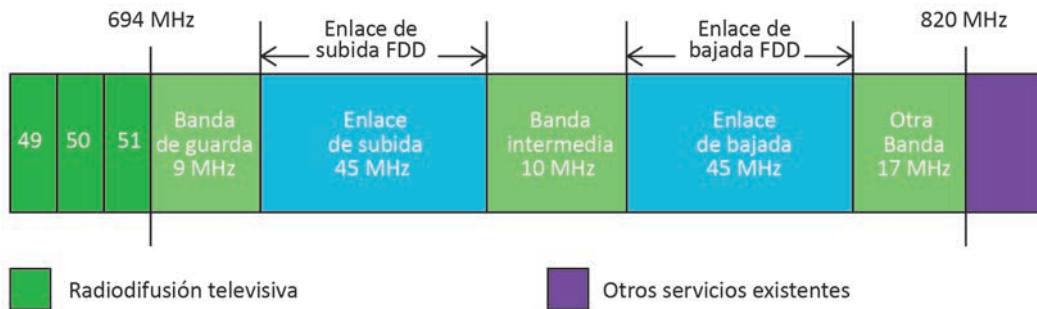 694 MHz
Enlace de
subida FDD
Enlace de
bajada FDD
820 MHz
49
50
51
Banda
de guarda
9 MHz
Enlace
de subida
45 MHz
Banda
intermedia
10 MHz
Enlace
de bajada
45 MHz
Otra
Banda
17 MHz
Radiodifusión televisiva
Otros servicios existentes